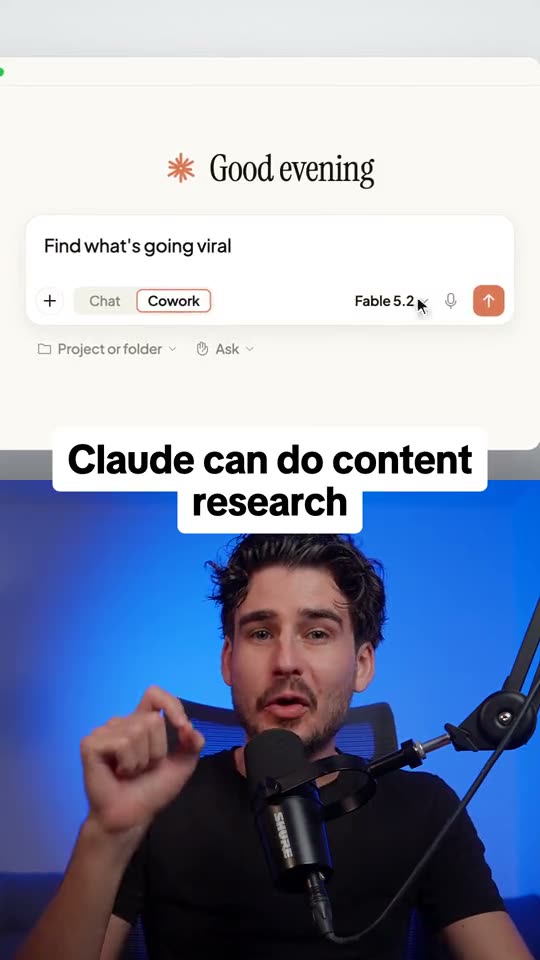 Good evening
Find what's going viral
Chat Cowork Fable 5.2
Project or folder Ask
Claude can do content
research
SHURE